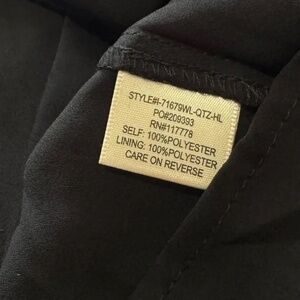 STYLE#I-71679WL-QTZ-HL
PO#209393
RN#117778
SELF: 100%POLYESTER
LINING: 100%POLYESTER
CARE ON REVERSE